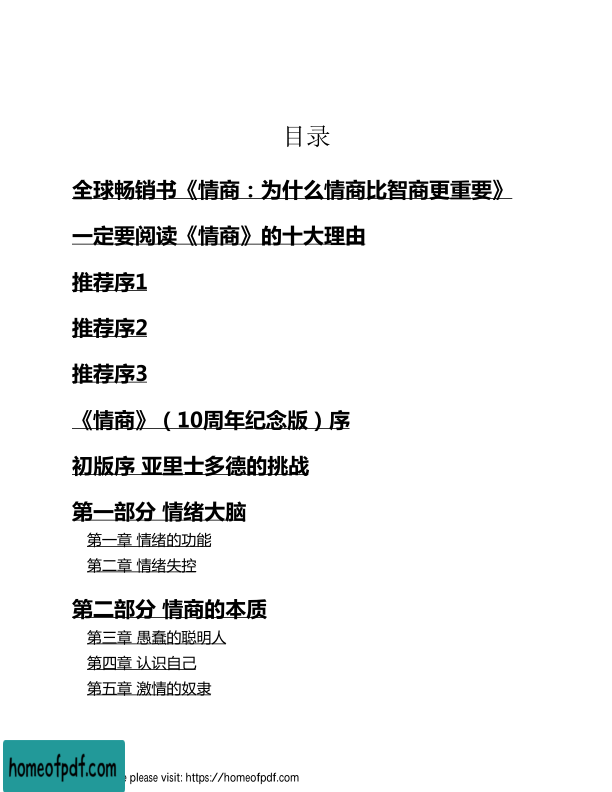 目录
全球畅销书《情商：为什么情商比智商更重要》
一定要阅读《情商》的十大理由
推荐序1
推荐序2
推荐序3
《情商》（10周年纪念版）序
初版序 亚里士多德的挑战
第一部分 情绪大脑
第一章 情绪的功能
第二章 情绪失控
第二部分 情商的本质
第三章 愚蠢的聪明人
第四章 认识自己
第五章 激情的奴隶
homeofpdf.com
please visit: https://homeofpdf.com